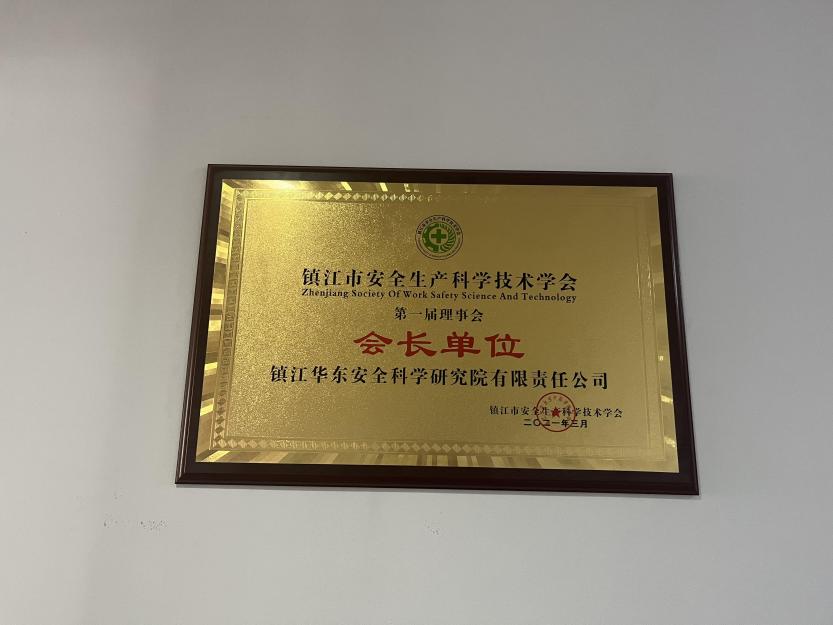 镇江市安全生产科学技术学会
Zhenjiang Society Of Work Safety Science And Technology
第一届理事会
会长单位
镇江华东安全科学研究院有限责任公司
镇江市安全生产科学技术学会
二〇二一年三月